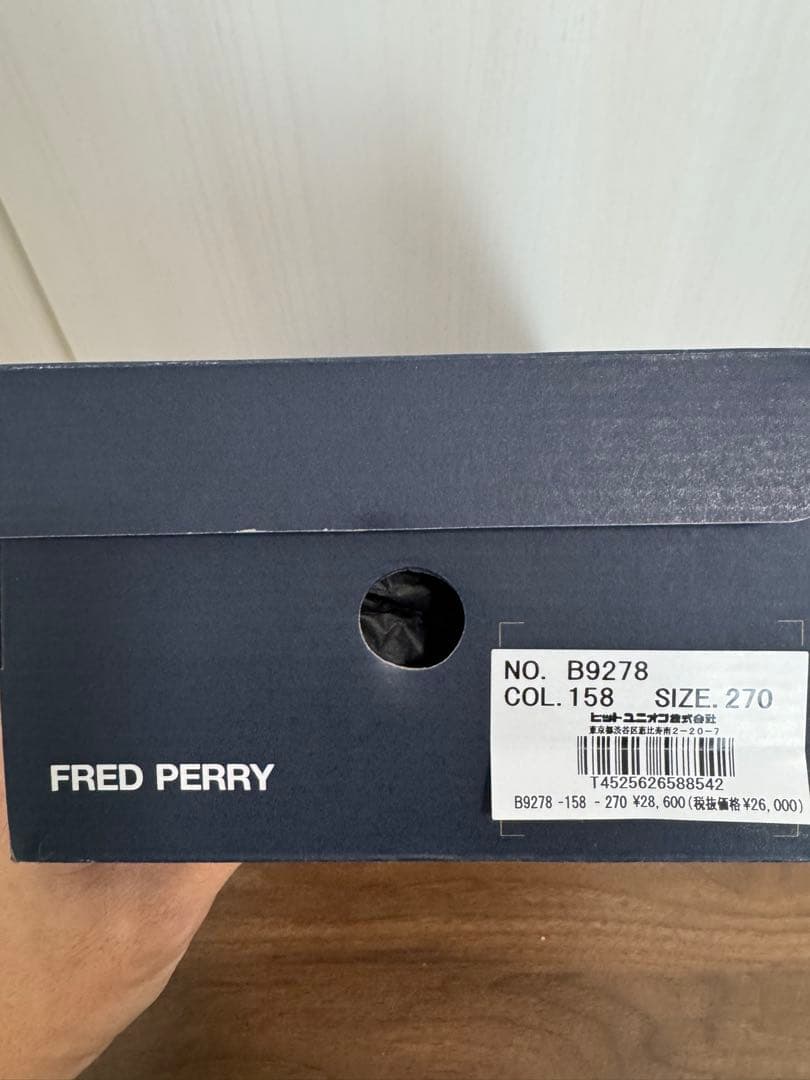 FRED PERRY
NO. B9278
COL.158 SIZE.270
ヒットユニオン株式会社
東京都渋谷区恵比寿南2-20-7
T4525626588542
B9278 -158 - 270 ¥28,600(税抜価格¥26,000)